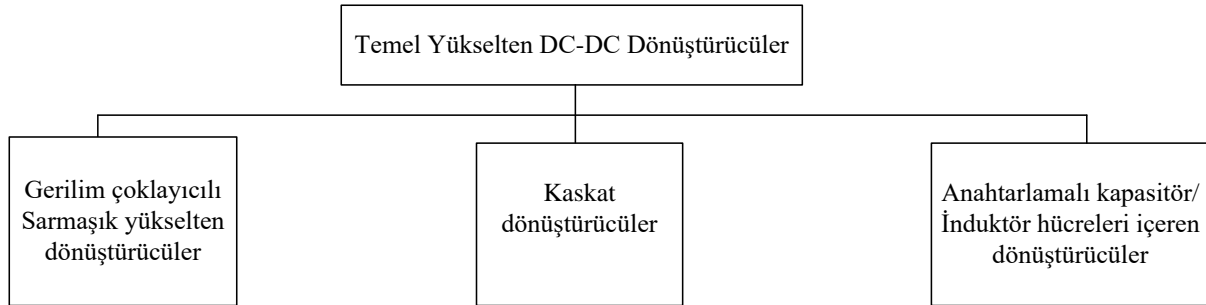 Temel Yükselten DC-DC Dönüştürücüler
Gerilim çoklayıcılı
Sarmaşık yükselten
dönüştürücüler
Kaskat
dönüştürücüler
Anahtarlamalı kapasitör/
İnduktör hücreleri içeren
dönüştürücüler